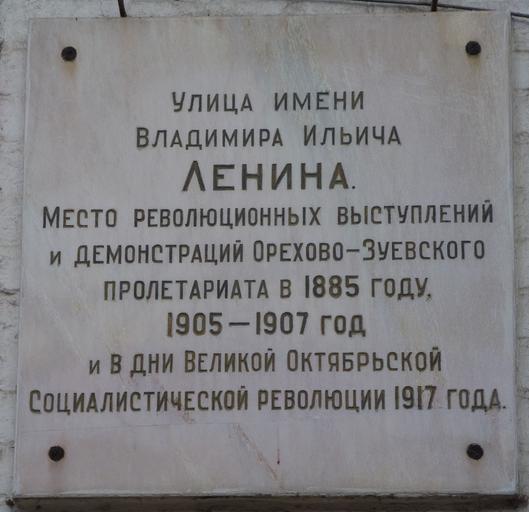 Улица имени
Владимира Ильича
Ленина.
Место революционных выступлений
и демонстраций Орехово-Зуевского
пролетариата в 1885 году,
1905-1907 год
и в дни Великой Октябрьской
Социалистической революции 1917 года.